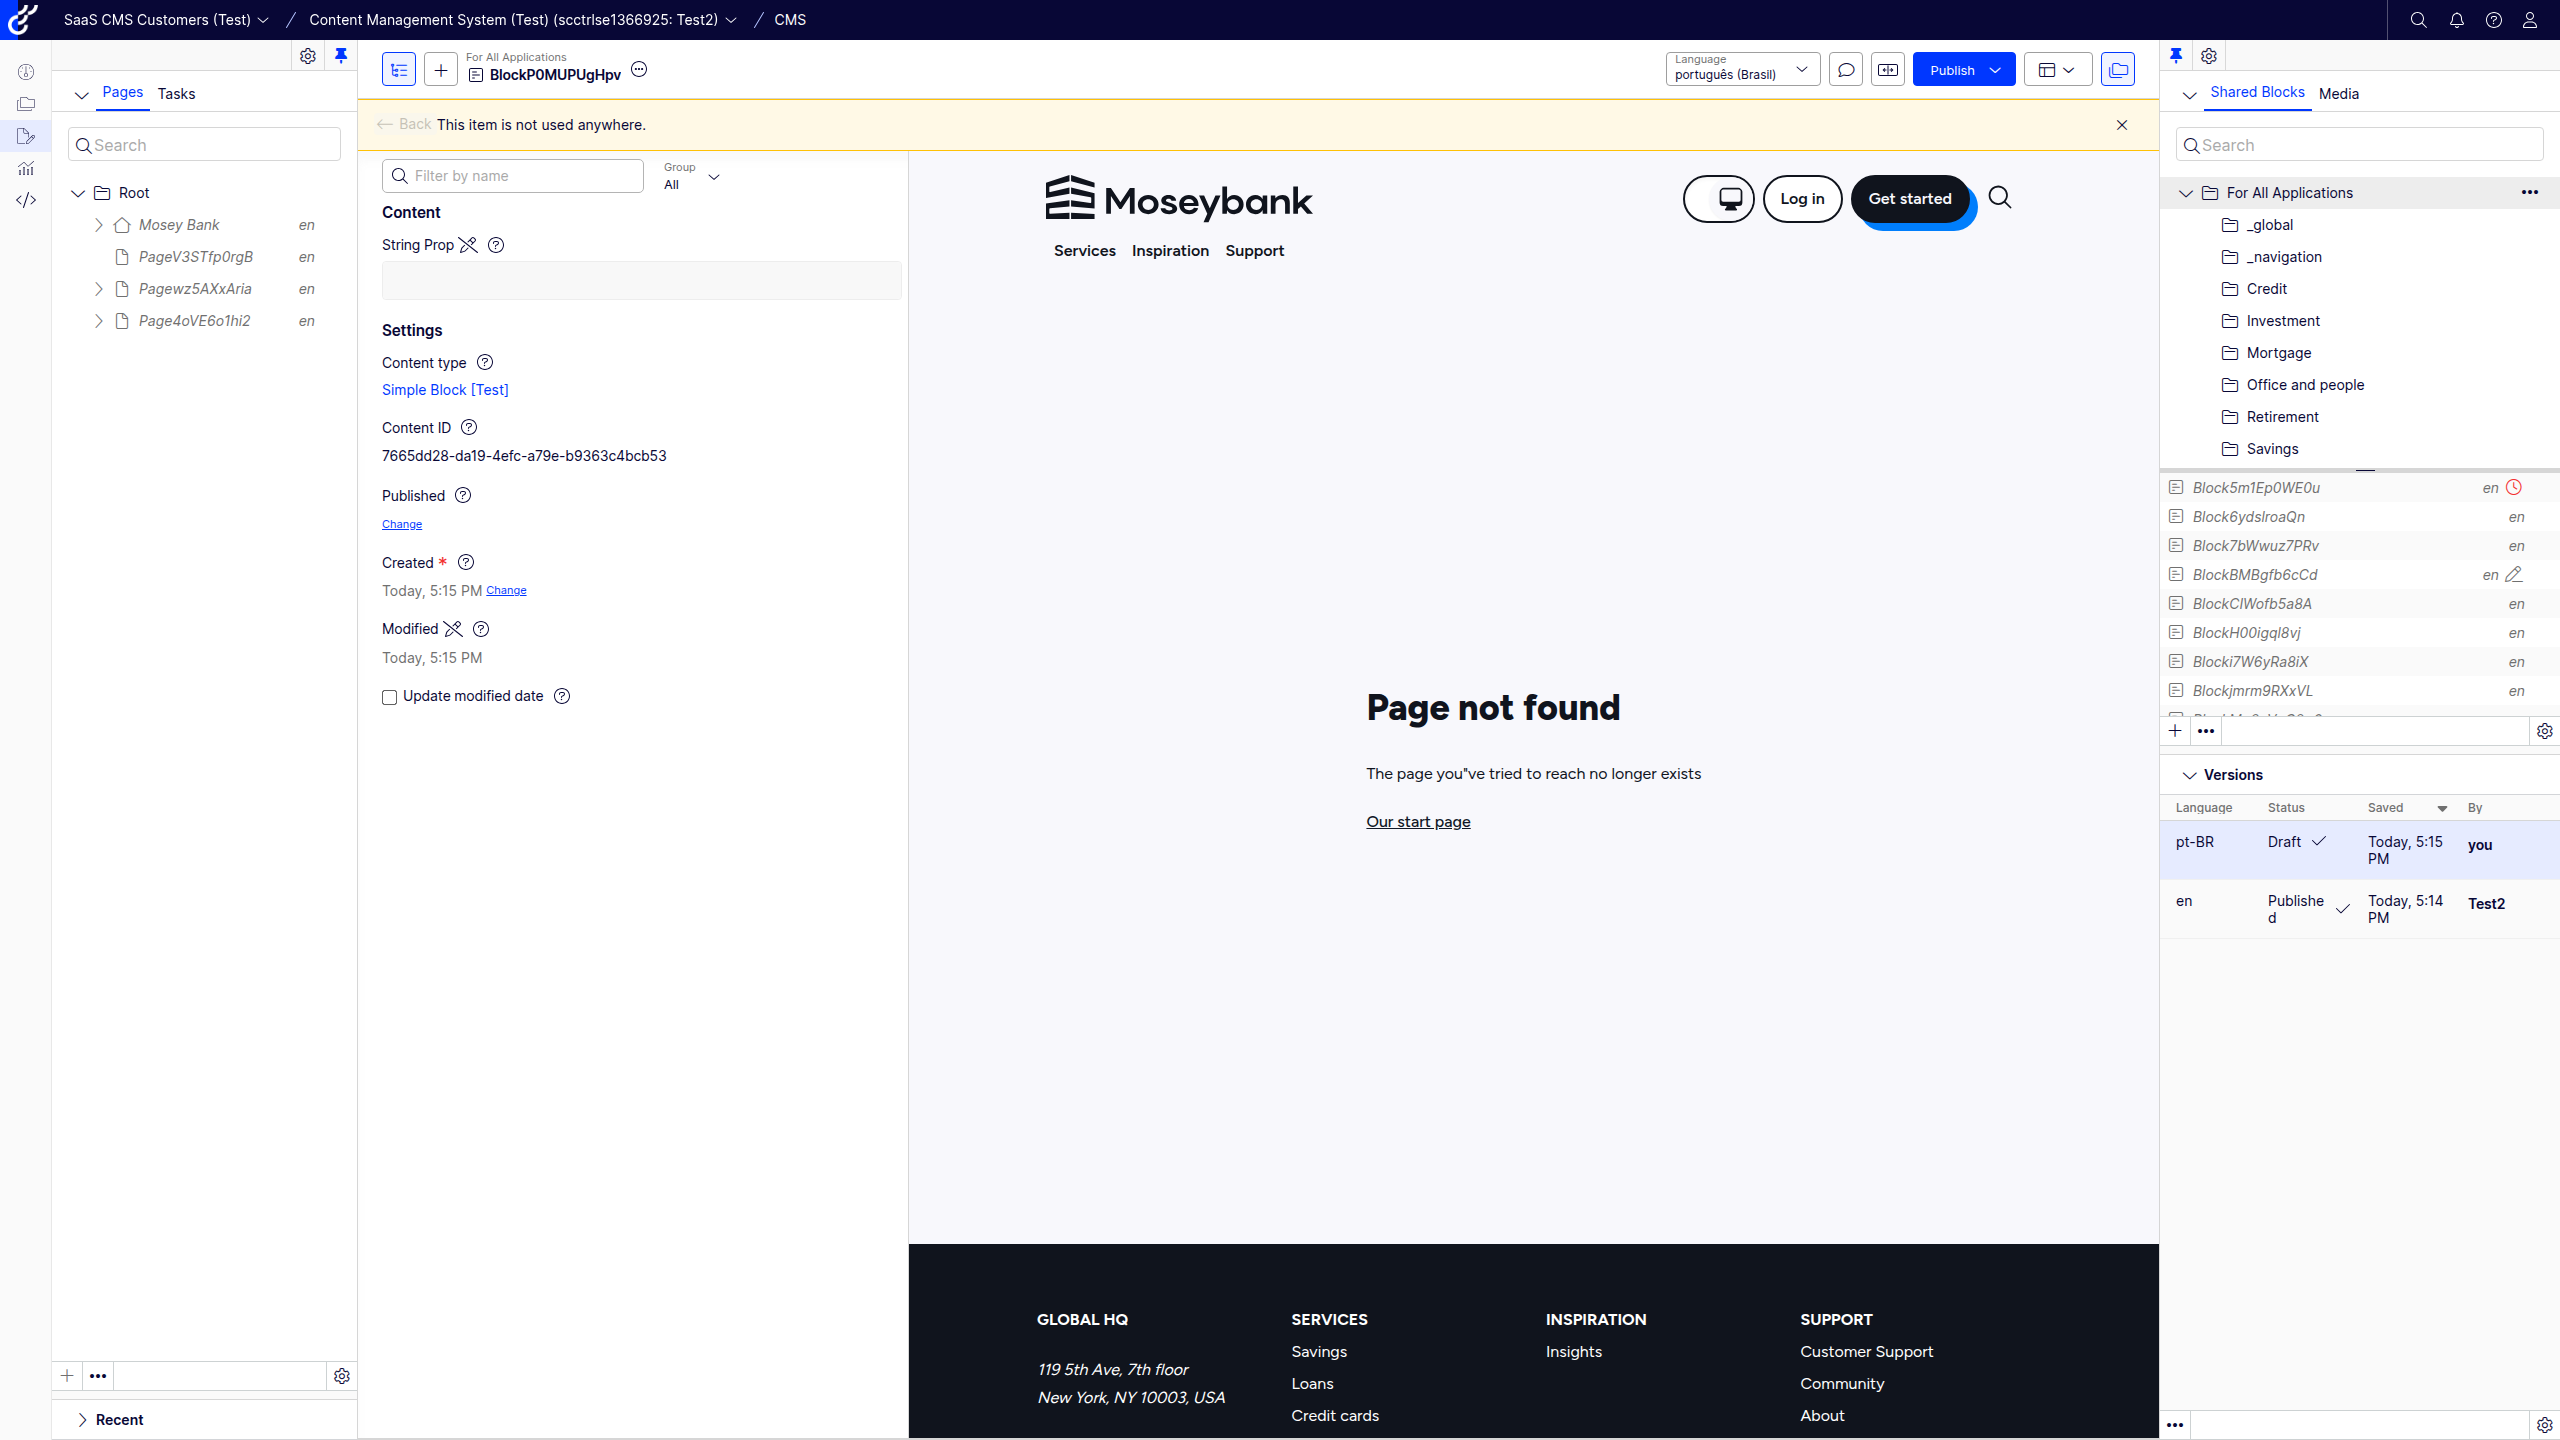 SaaS CMS Customers (Test) / Content Management System (Test) (scctrlse1366925: Test2) / CMS
Pages Tasks
Search
Root
Mosey Bank en
PageV3STfp0rgB en
Pagewz5AXxAria en
Page4oVE6o1hi2 en
Recent
For All Applications
BlockP0MUPUgHpv
Language
português (Brasil)
Publish
Back This item is not used anywhere.
Filter by name
Group
All
Content
String Prop
Settings
Content type
Simple Block [Test]
Content ID
7665dd28-da19-4efc-a79e-b9363c4bcb53
Published
Change
Created *
Today, 5:15 PM Change
Modified
Today, 5:15 PM
Update modified date
Moseybank
Log in
Get started
Services Inspiration Support
Page not found
The page you"ve tried to reach no longer exists
Our start page
GLOBAL HQ
119 5th Ave, 7th floor
New York, NY 10003, USA
SERVICES
Savings
Loans
Credit cards
INSPIRATION
Insights
SUPPORT
Customer Support
Community
About
Shared Blocks Media
Search
For All Applications
_global
_navigation
Credit
Investment
Mortgage
Office and people
Retirement
Savings
Block5m1Ep0WE0u en
Block6ydslroaQn en
Block7bWwuz7PRv en
BlockBMBgfb6cCd en
BlockCIWofb5a8A en
BlockH00igql8vj en
Blocki7W6yRa8iX en
Blockjmrm9RXxVL en
Versions
Language Status Saved By
pt-BR Draft Today, 5:15 PM you
en Published Today, 5:14 PM Test2